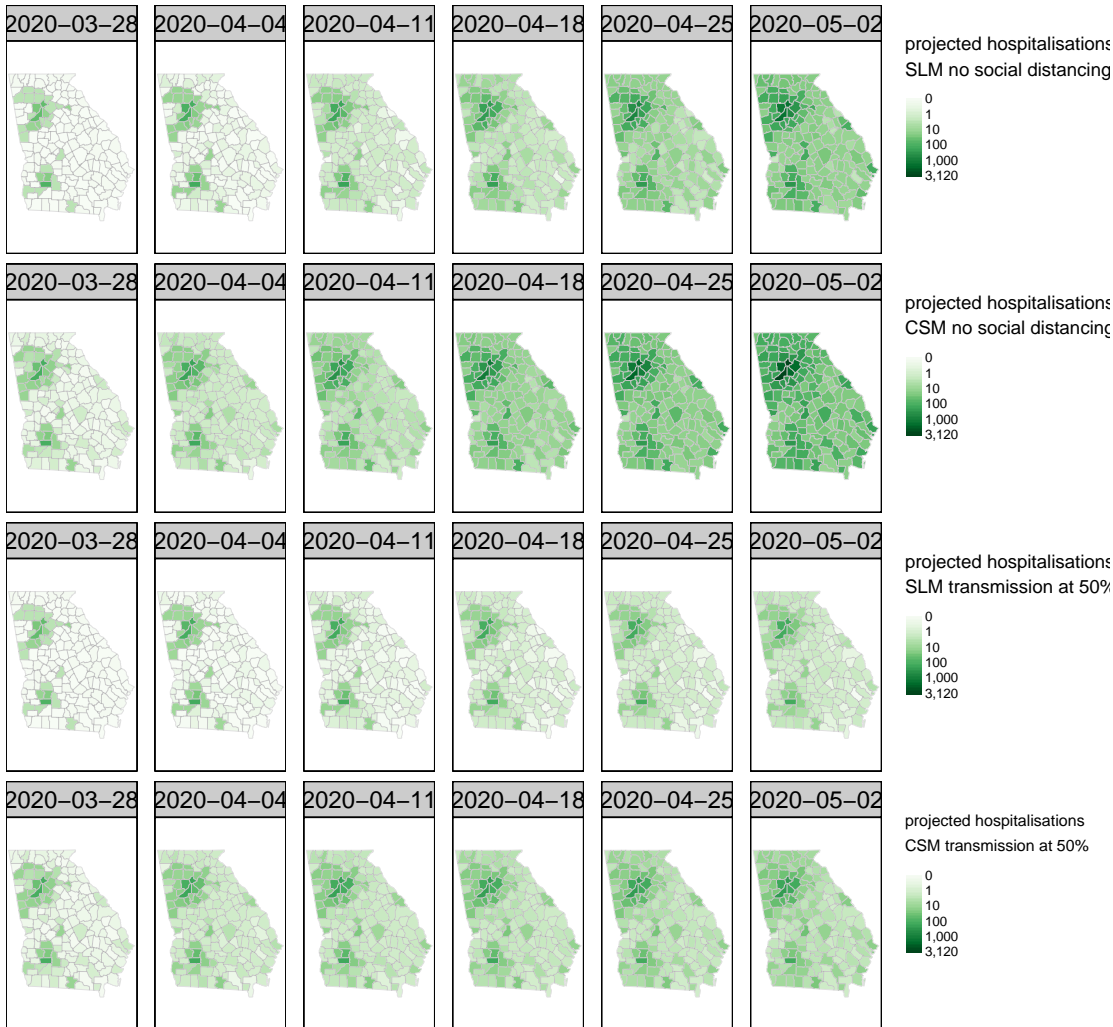 2020−03−28 2020−04−04 2020−04−11 2020−04−18 2020−04−25 2020−05−02
projected hospitalisations
SLM no social distancing
0
1
10
100
1,000
3,120
2020−03−28 2020−04−04 2020−04−11 2020−04−18 2020−04−25 2020−05−02
projected hospitalisations
CSM no social distancing
0
1
10
100
1,000
3,120
2020−03−28 2020−04−04 2020−04−11 2020−04−18 2020−04−25 2020−05−02
projected hospitalisations
SLM transmission at 50%
0
1
10
100
1,000
3,120
2020−03−28 2020−04−04 2020−04−11 2020−04−18 2020−04−25 2020−05−02
projected hospitalisations
CSM transmission at 50%
0
1
10
100
1,000
3,120